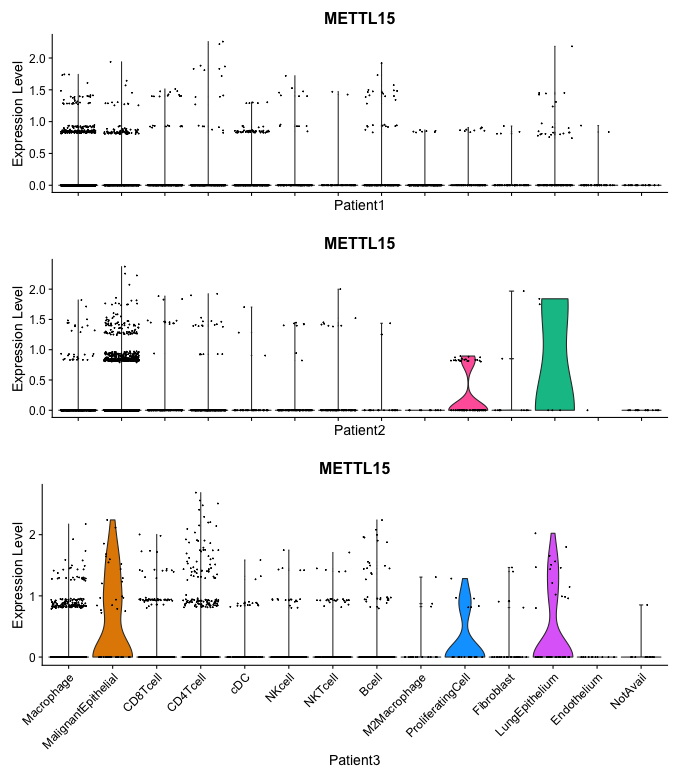 METTL15
Expression Level
2.0
1.5
1.0
0.5
0.0
Patient1
METTL15
Expression Level
2.0
1.5
1.0
0.5
0.0
Patient2
METTL15
Expression Level
2
1
0
Macrophage
MalignantEpithelial
CD8Tcell
CD4Tcell
cDC
NKcell
NKTcell
Bcell
M2Macrophage
ProliferatingCell
Fibroblast
LungEpithelium
Endothelium
NotAvail
Patient3